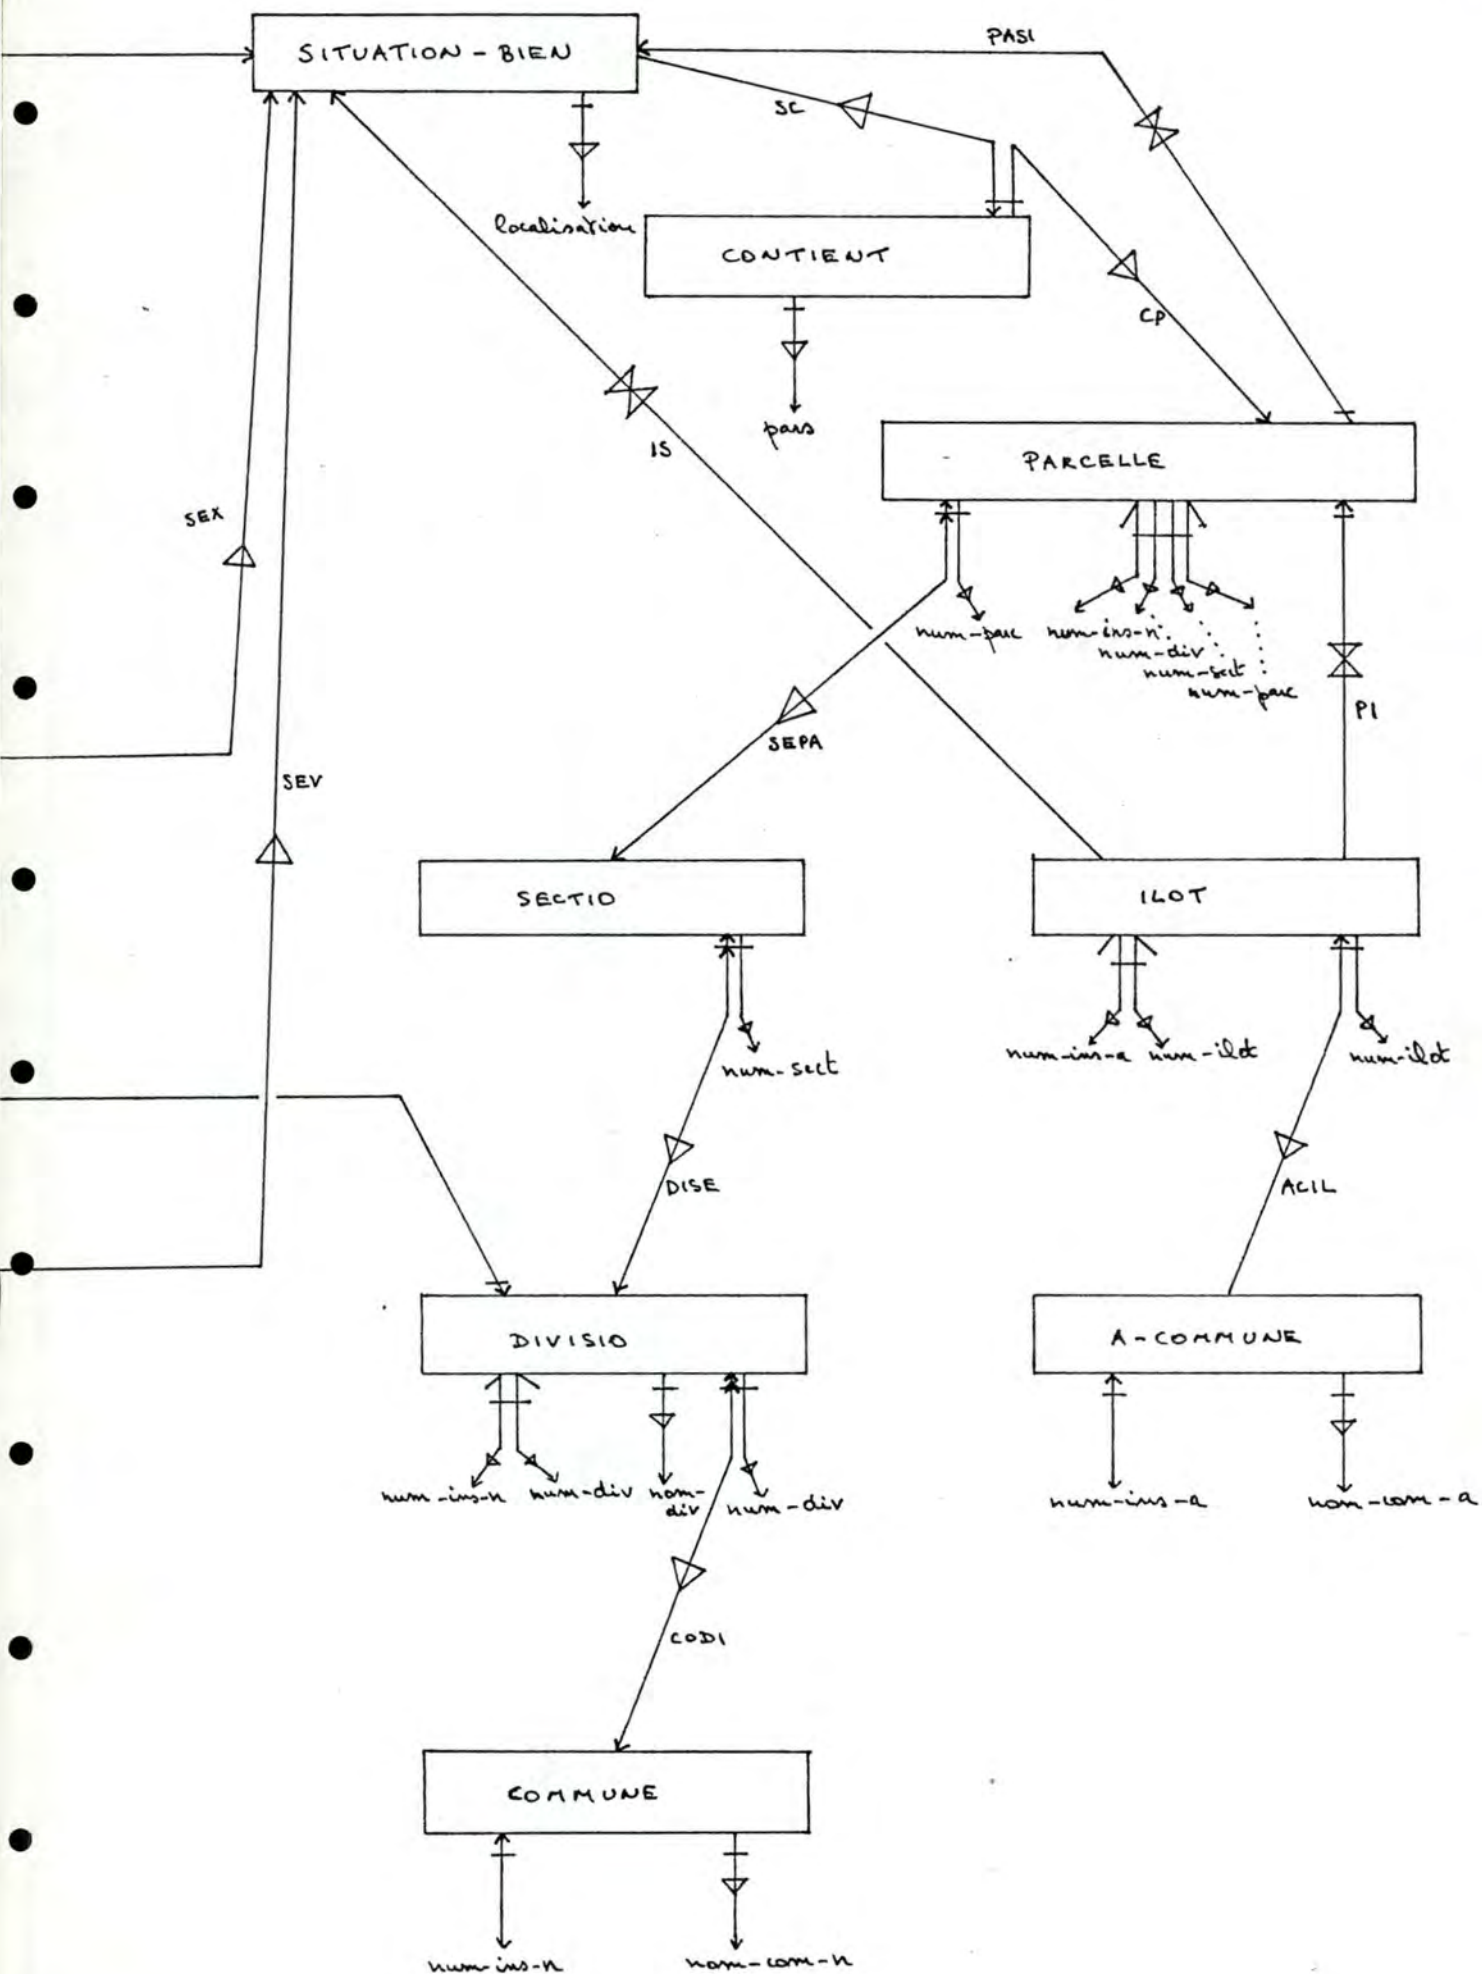 PASI
SITUATION - BIEN
SC
localisation
CONTIENT
CP
pars
IS
PARCELLE
SEX
num-parc
num-ins-n
num-div
num-sect
num-parc
PI
SEPA
SEV
SECTIO
ILOT
num-sect
num-ins-a
num-ilot
num-ilot
DISE
ACIL
DIVISIO
A-COMMUNE
num-ins-n
num-div
nom-
div
num-div
num-ins-a
nom-com-a
CODI
COMMUNE
num-ins-n
nom-com-n